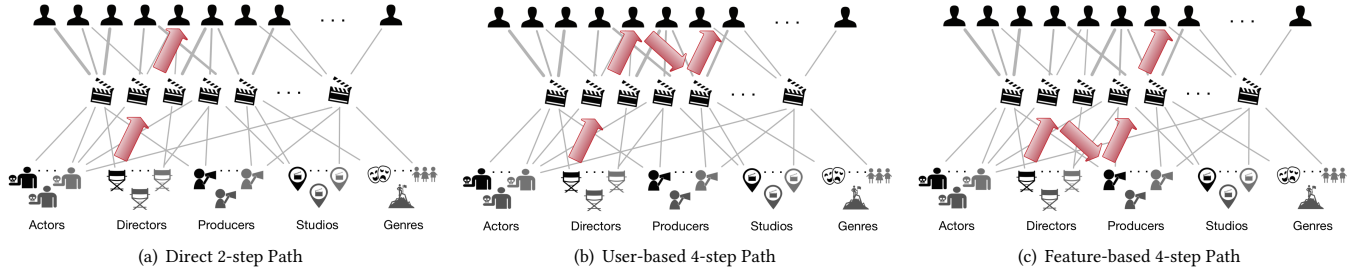 Actors Directors Producers Studios Genres
(a) Direct 2-step Path
Actors Directors Producers Studios Genres
(b) User-based 4-step Path
Actors Directors Producers Studios Genres
(c) Feature-based 4-step Path